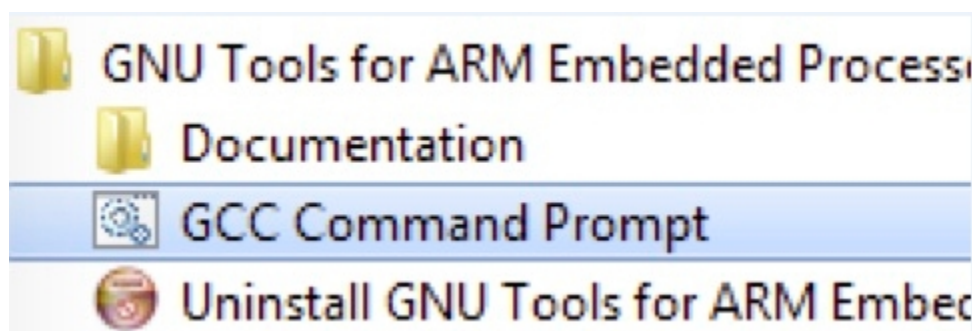 GNU Tools for ARM Embedded
Documentation
GCC Command Prompt
Uninstall GNU Tools for ARM